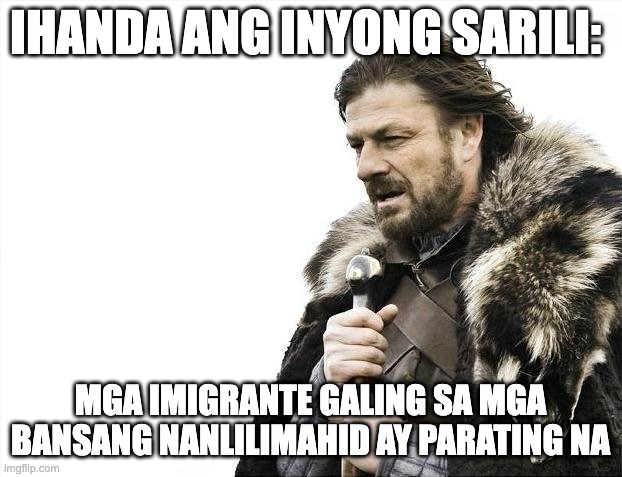 IHANDA ANG INYONG SARILI:
MGA IMIGRANTE GALING SA MGA
BANSANG NANLILIMAHID AY PARATING NA
imgflip.com